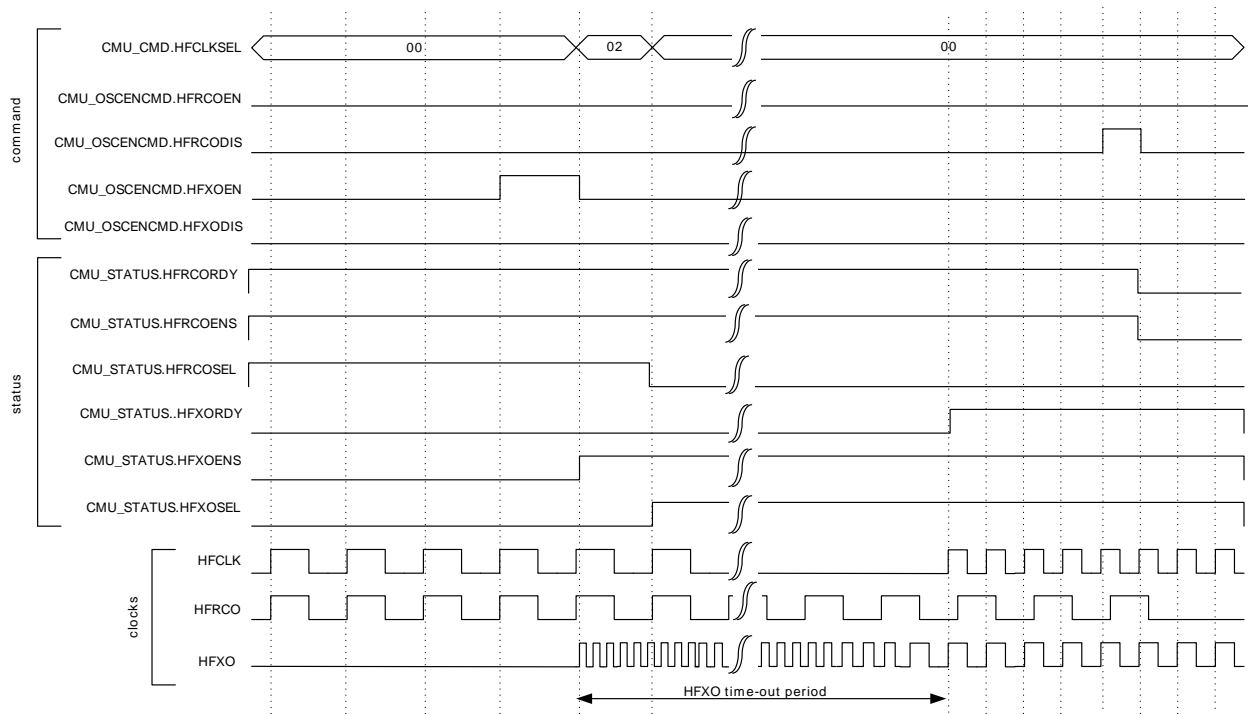 command
CMU_CMD.HFCLKSEL
00
02
00
CMU_OSCENCMD.HFRCOEN
CMU_OSCENCMD.HFRCODIS
CMU_OSCENCMD.HFXOEN
CMU_OSCENCMD.HFXODIS
status
CMU_STATUS.HFRCORDY
CMU_STATUS.HFRCOENS
CMU_STATUS.HFRCOSEL
CMU_STATUS..HFXORDY
CMU_STATUS.HFXOENS
CMU_STATUS.HFXOSEL
clocks
HFCLK
HFRCO
HFXO
HFXO time-out period